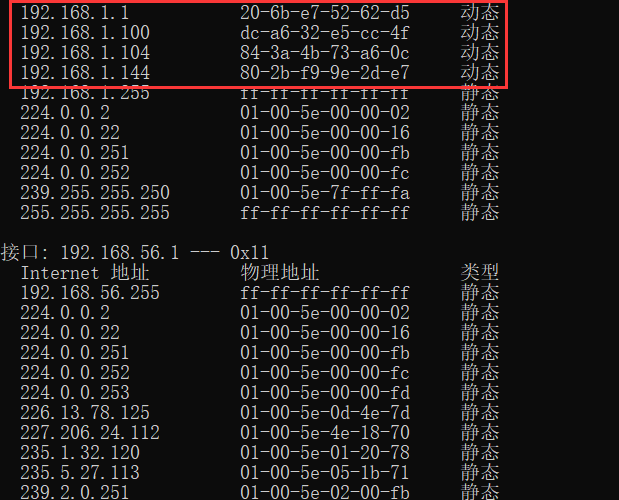 192.168.1.1 20-6b-e7-52-62-d5 动态
192.168.1.100 dc-a6-32-e5-cc-4f 动态
192.168.1.104 84-3a-4b-73-a6-0c 动态
192.168.1.144 80-2b-f9-9e-2d-e7 动态
192.168.1.255 ff-ff-ff-ff-ff-ff 静态
224.0.0.2 01-00-5e-00-00-02 静态
224.0.0.22 01-00-5e-00-00-16 静态
224.0.0.251 01-00-5e-00-00-fb 静态
224.0.0.252 01-00-5e-00-00-fc 静态
239.255.255.250 01-00-5e-7f-ff-fa 静态
255.255.255.255 ff-ff-ff-ff-ff-ff 静态
接口: 192.168.56.1 --- 0x11
Internet 地址 物理地址 类型
192.168.56.255 ff-ff-ff-ff-ff-ff 静态
224.0.0.2 01-00-5e-00-00-02 静态
224.0.0.22 01-00-5e-00-00-16 静态
224.0.0.251 01-00-5e-00-00-fb 静态
224.0.0.252 01-00-5e-00-00-fc 静态
224.0.0.253 01-00-5e-00-00-fd 静态
226.13.78.125 01-00-5e-0d-4e-7d 静态
227.206.24.112 01-00-5e-4e-18-70 静态
235.1.32.120 01-00-5e-01-20-78 静态
235.5.27.113 01-00-5e-05-1b-71 静态
239.2.0.251 01-00-5e-02-00-fb 静态